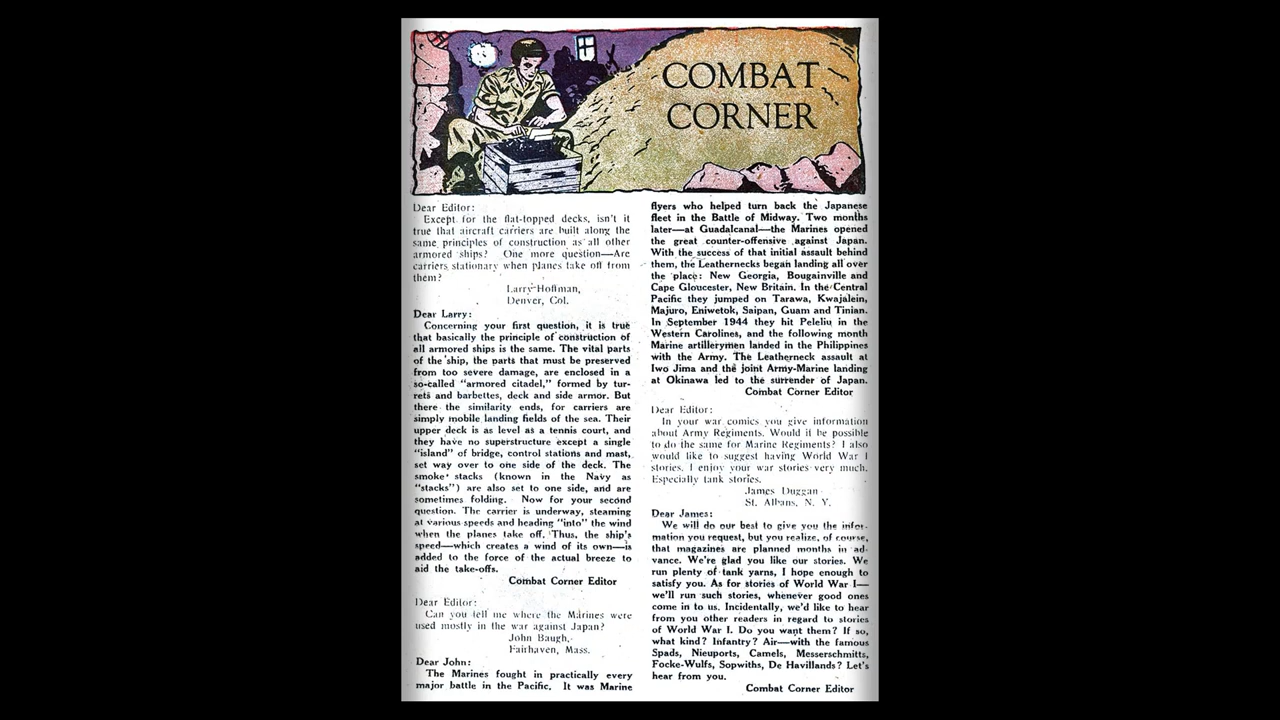 COMBAT
CORNER
Dear Editor:
Except for the flat-topped decks, isn't it
true that aircraft carriers are built along the
same principles of construction as all other
armored ships? One more question—Are
carriers stationary when planes take off from
them?
Larry Hoffman,
Denver, Col.
Dear Larry:
Concerning your first question, it is true
that basically the principle of construction of
all armored ships is the same. The vital parts
of the ship, the parts that must be preserved
from too severe damage, are enclosed in a
so-called "armored citadel," formed by tur-
rets and barbettes, deck and side armor. But
there the similarity ends, for carriers are
simply mobile landing fields of the sea. Their
upper deck is as level as a tennis court, and
they have no superstructure except a single
"island" of bridge, control stations and mast,
set way over to one side of the deck. The
smoke stacks (known in the Navy as
"stacks") are also set to one side, and are
sometimes folding. Now for your second
question. The carrier is underway, steaming
at various speeds and heading "into" the wind
when the planes take off. Thus, the ship's
speed—which creates a wind of its own—is
added to the force of the actual breeze to
aid the take-offs.
Combat Corner Editor
Dear Editor:
Can you tell me where the Marines were
used mostly in the war against Japan?
John Baugh,
Fairhaven, Mass.
Dear John:
The Marines fought in practically every
major battle in the Pacific. It was Marine
flyers who helped turn back the Japanese
fleet in the Battle of Midway. Two months
later—at Guadalcanal—the Marines opened
the great counter-offensive against Japan.
With the success of that initial assault behind
them, the Leathernecks began landing all over
the place: New Georgia, Bougainville and
Cape Gloucester, New Britain. In the Central
Pacific they jumped on Tarawa, Kwajalein,
Majuro, Eniwetok, Saipan, Guam and Tinian.
In September 1944 they hit Peleliu in the
Western Carolines, and the following month
Marine artillerymen landed in the Philippines
with the Army. The Leatherneck assault at
Iwo Jima and the joint Army-Marine landing
at Okinawa led to the surrender of Japan.
Combat Corner Editor
Dear Editor:
In your war comics you give information
about Army Regiments. Would it be possible
to do the same for Marine Regiments? I also
would like to suggest having World War I
stories. I enjoy your war stories very much.
Especially tank stories.
James Duggan
St. Albans, N. Y.
Dear James:
We will do our best to give you the infor-
mation you request, but you realize, of course,
that magazines are planned months in ad-
vance. We're glad you like our stories. We
run plenty of tank yarns, I hope enough to
satisfy you. As for stories of World War I—
we'll run such stories, whenever good ones
come in to us. Incidentally, we'd like to hear
from you other readers in regard to stories
of World War I. Do you want them? If so,
what kind? Infantry? Air—with the famous
Spads, Nieuports, Camels, Messerschmitts,
Focke-Wulfs, Sopwiths, De Havillands? Let's
hear from you.
Combat Corner Editor